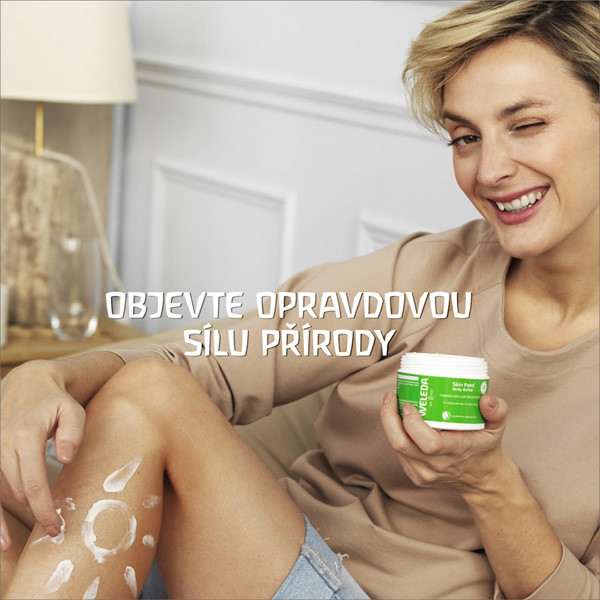 OBJEVTE OPRAVDOVOU
SÍLU PŘÍRODY
WELEDA
Skin Food
Body Butter